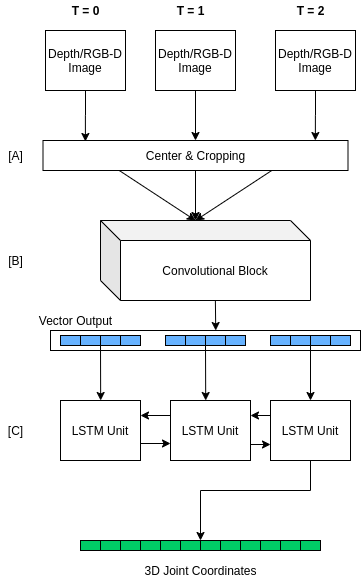 T = 0 T = 1 T = 2
Depth/RGB-D Depth/RGB-D Depth/RGB-D
Image Image Image
[A] Center & Cropping
[B] Convolutional Block
Vector Output
[C] LSTM Unit LSTM Unit LSTM Unit
3D Joint Coordinates